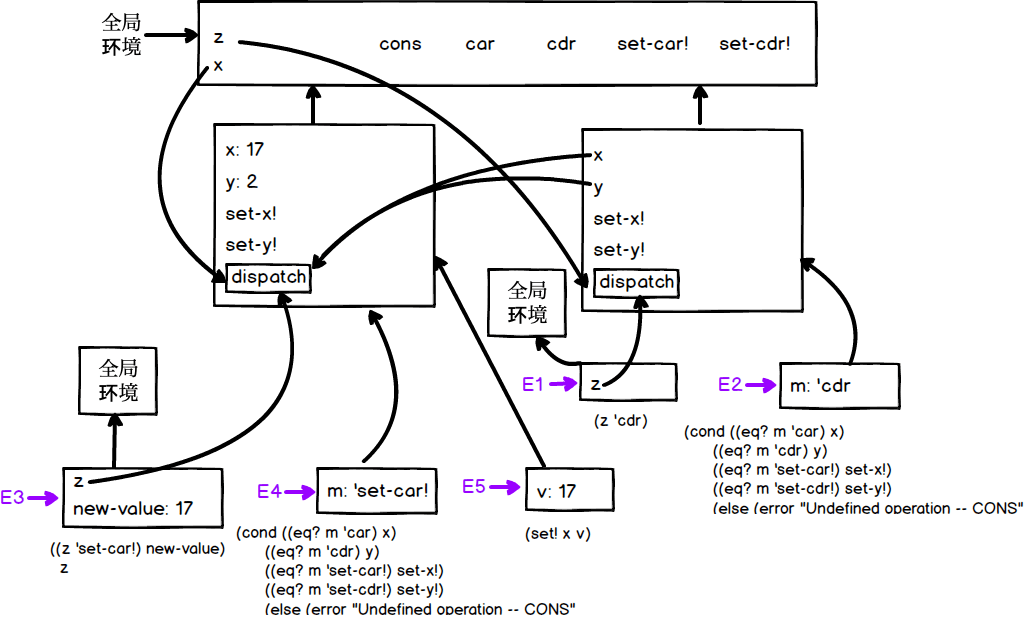 全局
环境
z cons car cdr set-car! set-cdr!
x
x: 17
y: 2
set-x!
set-y!
dispatch
x
y
set-x!
set-y!
dispatch
全局
环境
全局
环境
E1
z
(z 'cdr)
E2
m: 'cdr
(cond ((eq? m 'car) x)
((eq? m 'cdr) y)
((eq? m 'set-car!) set-x!)
((eq? m 'set-cdr!) set-y!)
(else (error "Undefined operation -- CONS"
E3
z
new-value: 17
((z 'set-car!) new-value)
z
E4
m: 'set-car!
(cond ((eq? m 'car) x)
((eq? m 'cdr) y)
((eq? m 'set-car!) set-x!)
((eq? m 'set-cdr!) set-y!)
(else (error "Undefined operation -- CONS"
E5
v: 17
(set! x v)